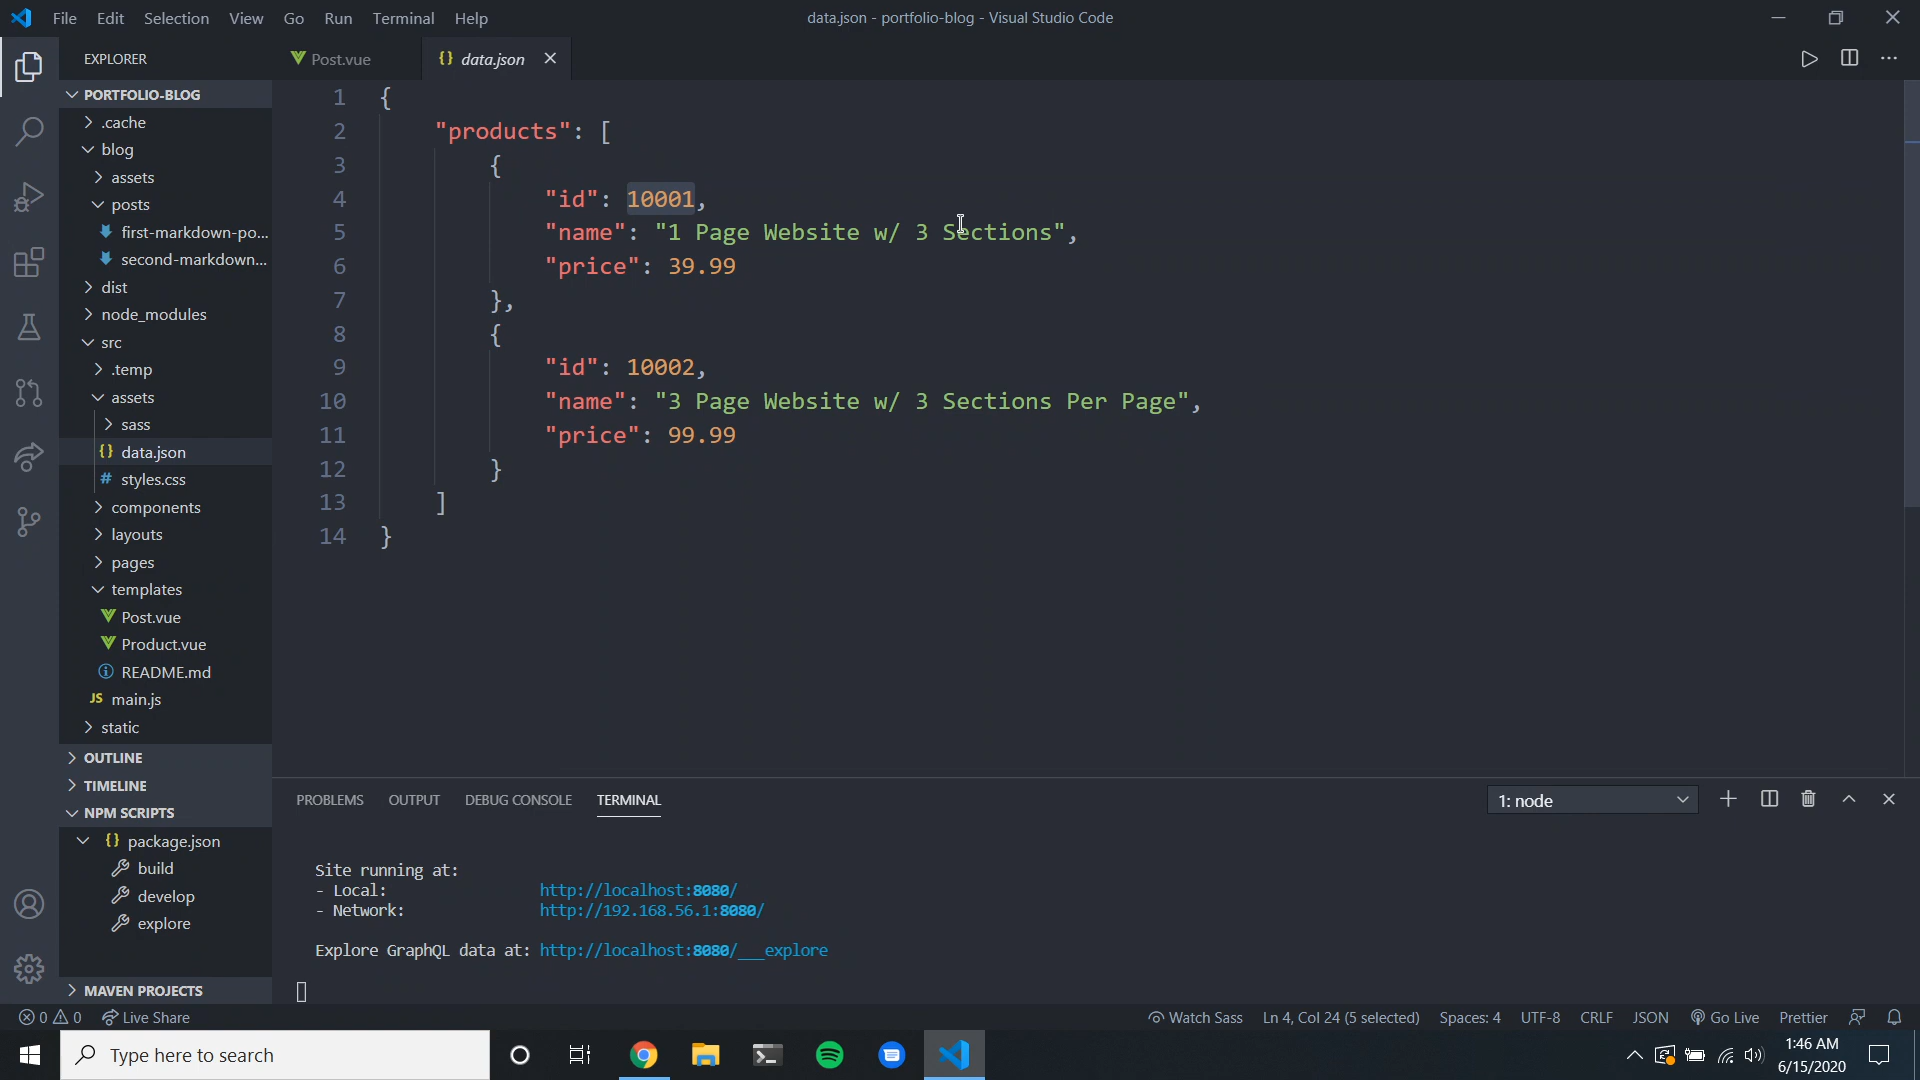 File Edit Selection View Go Run Terminal Help
data.json - portfolio-blog - Visual Studio Code
EXPLORER
Post.vue
{} data.json
PORTFOLIO-BLOG
.cache
blog
assets
posts
first-markdown-po...
second-markdown...
dist
node_modules
src
.temp
assets
sass
{} data.json
# styles.css
components
layouts
pages
templates
Post.vue
Product.vue
README.md
JS main.js
static
OUTLINE
TIMELINE
NPM SCRIPTS
{} package.json
build
develop
explore
MAVEN PROJECTS
1 {
2 "products": [
3 {
4 "id": 10001,
5 "name": "1 Page Website w/ 3 Sections",
6 "price": 39.99
7 },
8 {
9 "id": 10002,
10 "name": "3 Page Website w/ 3 Sections Per Page",
11 "price": 99.99
12 }
13 ]
14 }
PROBLEMS OUTPUT DEBUG CONSOLE TERMINAL
1: node
Site running at:
- Local: http://localhost:8080/
- Network: http://192.168.56.1:8080/
Explore GraphQL data at: http://localhost:8080/___explore
0 0 Live Share
Watch Sass Ln 4, Col 24 (5 selected) Spaces: 4 UTF-8 CRLF JSON Go Live Prettier
Type here to search
1:46 AM
6/15/2020